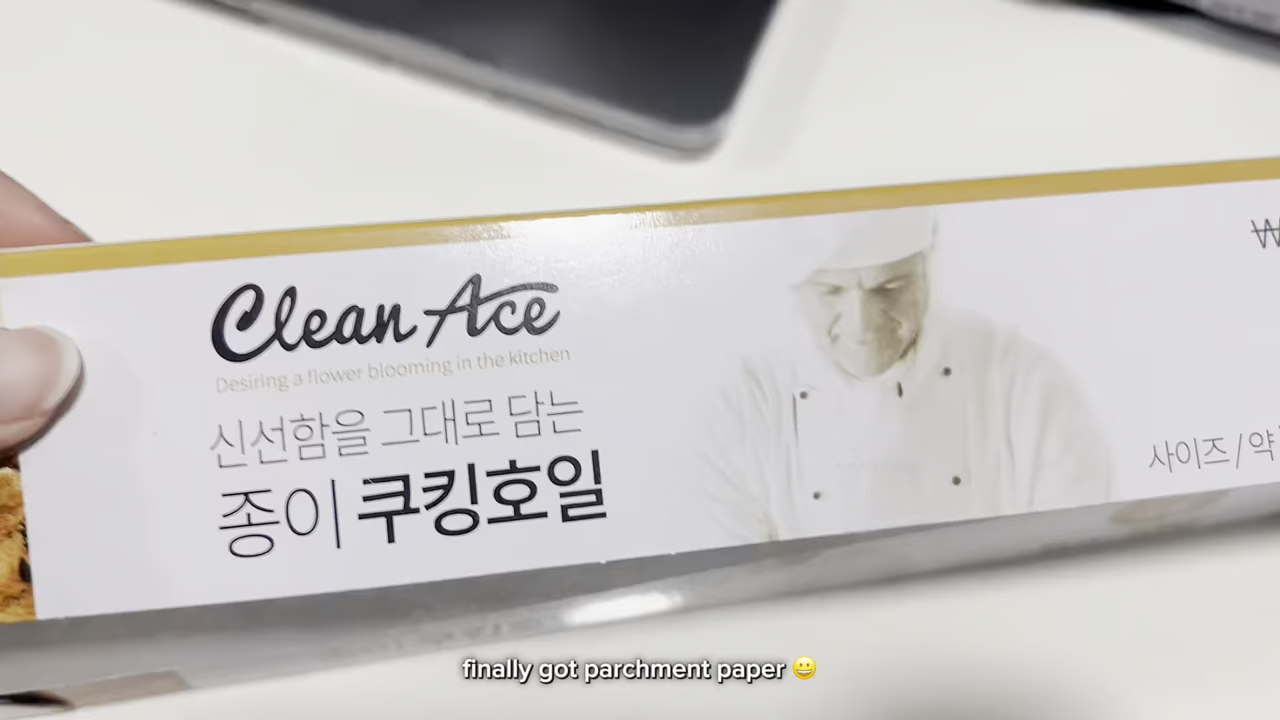 Clean Ace
Desiring a flower blooming in the kitchen
신선함을 그대로 담는
종이 쿠킹호일
₩
사이즈 / 약
finally got parchment paper 😀